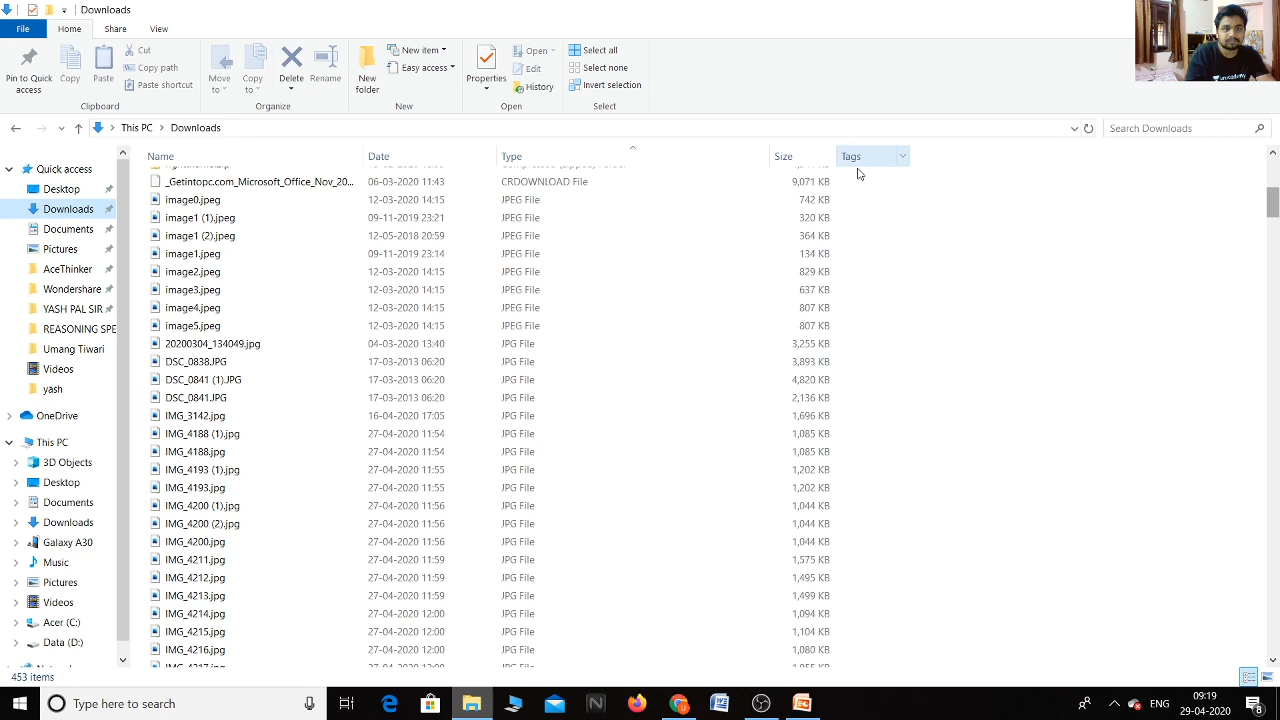 Downloads
File Home Share View
Pin to Quick access
Copy
Paste
Cut
Copy path
Paste shortcut
Move to
Copy to
Delete
Rename
New folder
New item
Easy access
Properties
Open
Edit
History
Select all
Select none
Invert selection
Clipboard Organize New Open Select
This PC > Downloads
Search Downloads
Name Date Type Size Tags
_Getintopc.com_Microsoft_Office_Nov_20... 06-03-2020 11:43 CRDOWNLOAD File 9,071 KB
image0.jpeg 12-03-2020 14:15 JPEG File 742 KB
image1 (1).jpeg 09-11-2019 23:21 JPEG File 320 KB
image1 (2).jpeg 12-05-2018 20:59 JPEG File 364 KB
image1.jpeg 09-11-2019 23:14 JPEG File 134 KB
image2.jpeg 12-03-2020 14:15 JPEG File 829 KB
image3.jpeg 12-03-2020 14:15 JPEG File 637 KB
image4.jpeg 12-03-2020 14:15 JPEG File 807 KB
image5.jpeg 12-03-2020 14:15 JPEG File 807 KB
20200304_134049.jpg 04-03-2020 13:40 JPG File 3,255 KB
DSC_0838.JPG 17-03-2013 06:20 JPG File 3,893 KB
DSC_0841 (1).JPG 17-03-2013 06:20 JPG File 4,820 KB
DSC_0841.JPG 17-03-2013 06:20 JPG File 2,136 KB
IMG_3142.jpg 16-04-2020 17:05 JPG File 1,696 KB
IMG_4188 (1).jpg 27-04-2020 11:54 JPG File 1,085 KB
IMG_4188.jpg 27-04-2020 11:54 JPG File 1,085 KB
IMG_4193 (1).jpg 27-04-2020 11:55 JPG File 1,202 KB
IMG_4193.jpg 27-04-2020 11:55 JPG File 1,202 KB
IMG_4200 (1).jpg 27-04-2020 11:56 JPG File 1,044 KB
IMG_4200 (2).jpg 27-04-2020 11:56 JPG File 1,044 KB
IMG_4200.jpg 27-04-2020 11:56 JPG File 1,044 KB
IMG_4211.jpg 27-04-2020 11:59 JPG File 1,575 KB
IMG_4212.jpg 27-04-2020 11:59 JPG File 1,495 KB
IMG_4213.jpg 27-04-2020 11:59 JPG File 1,499 KB
IMG_4214.jpg 27-04-2020 12:00 JPG File 1,094 KB
IMG_4215.jpg 27-04-2020 12:00 JPG File 1,104 KB
IMG_4216.jpg 27-04-2020 12:00 JPG File 1,080 KB
Quick access
Desktop
Downloads
Documents
Pictures
AceThinker
Wondershare
YASH PAL SIR
REASONING SPE
Umang Tiwari
Videos
yash
OneDrive
This PC
3D Objects
Desktop
Documents
Downloads
Galaxy A30
Music
Pictures
Videos
Acer (C:)
Data (D:)
453 items
Type here to search
ENG
09:19
29-04-2020
8